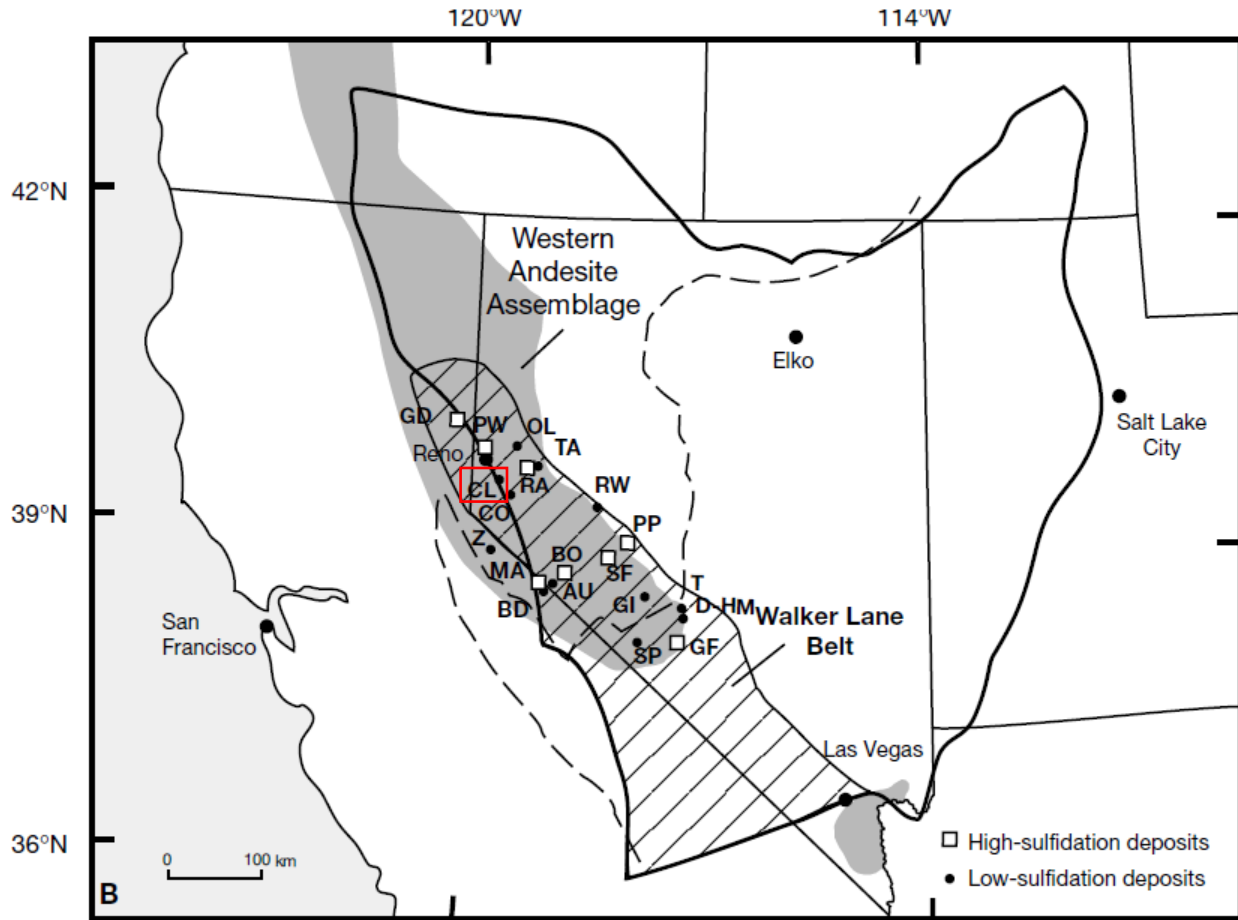 120°W
114°W
42°N
Western
Andesite
Assemblage
Elko
Salt Lake
City
GD
PW
OL
Reno
TA
CL
RA
RW
39°N
CO
PP
Z
BO
SF
MA
AU
T
BD
GI
D-HM
San
Francisco
Walker Lane
Belt
SP
GF
Las Vegas
36°N
0
100 km
High-sulfidation deposits
Low-sulfidation deposits
B